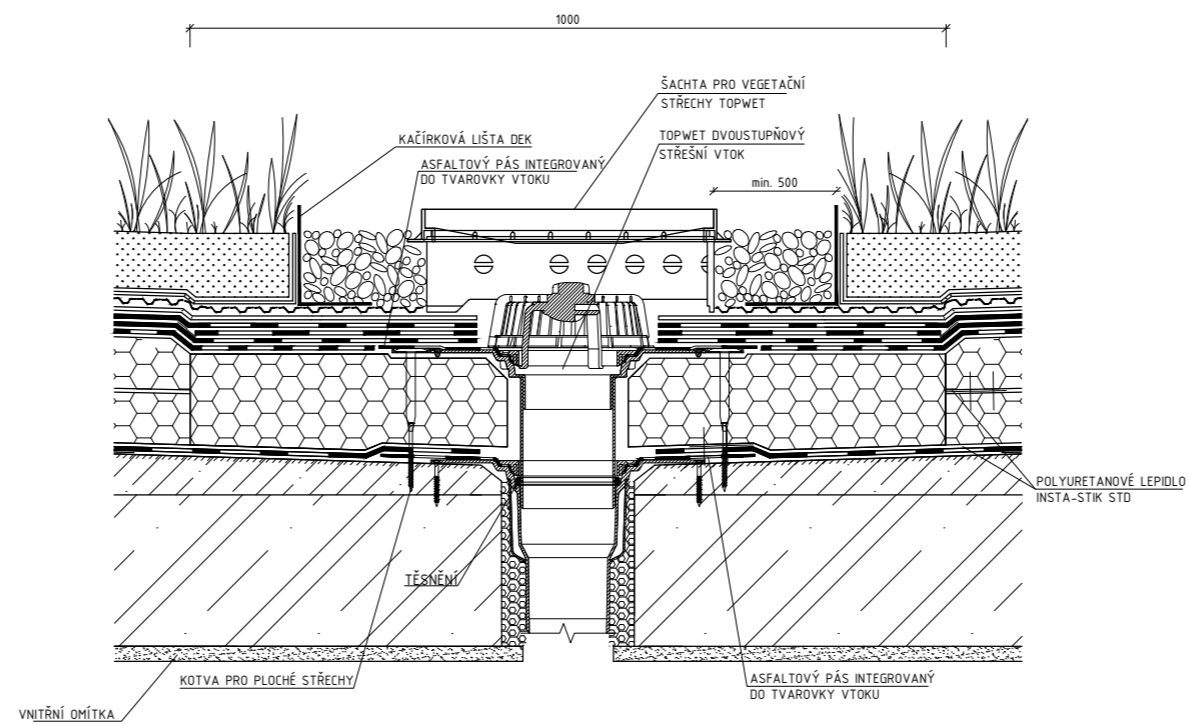 1000
ŠACHTA PRO VEGETAČNÍ
STŘECHY TOPWET
KAČÍRKOVÁ LIŠTA DEK
TOPWET DVOUSTUPŇOVÝ
STŘEŠNÍ VTOK
ASFALTOVÝ PÁS INTEGROVANÝ
DO TVAROVKY VTOKU
min. 500
POLYURETANOVÉ LEPIDLO
INSTA-STIK STD
TĚSNĚNÍ
KOTVA PRO PLOCHÉ STŘECHY
ASFALTOVÝ PÁS INTEGROVANÝ
DO TVAROVKY VTOKU
VNITŘNÍ OMÍTKA